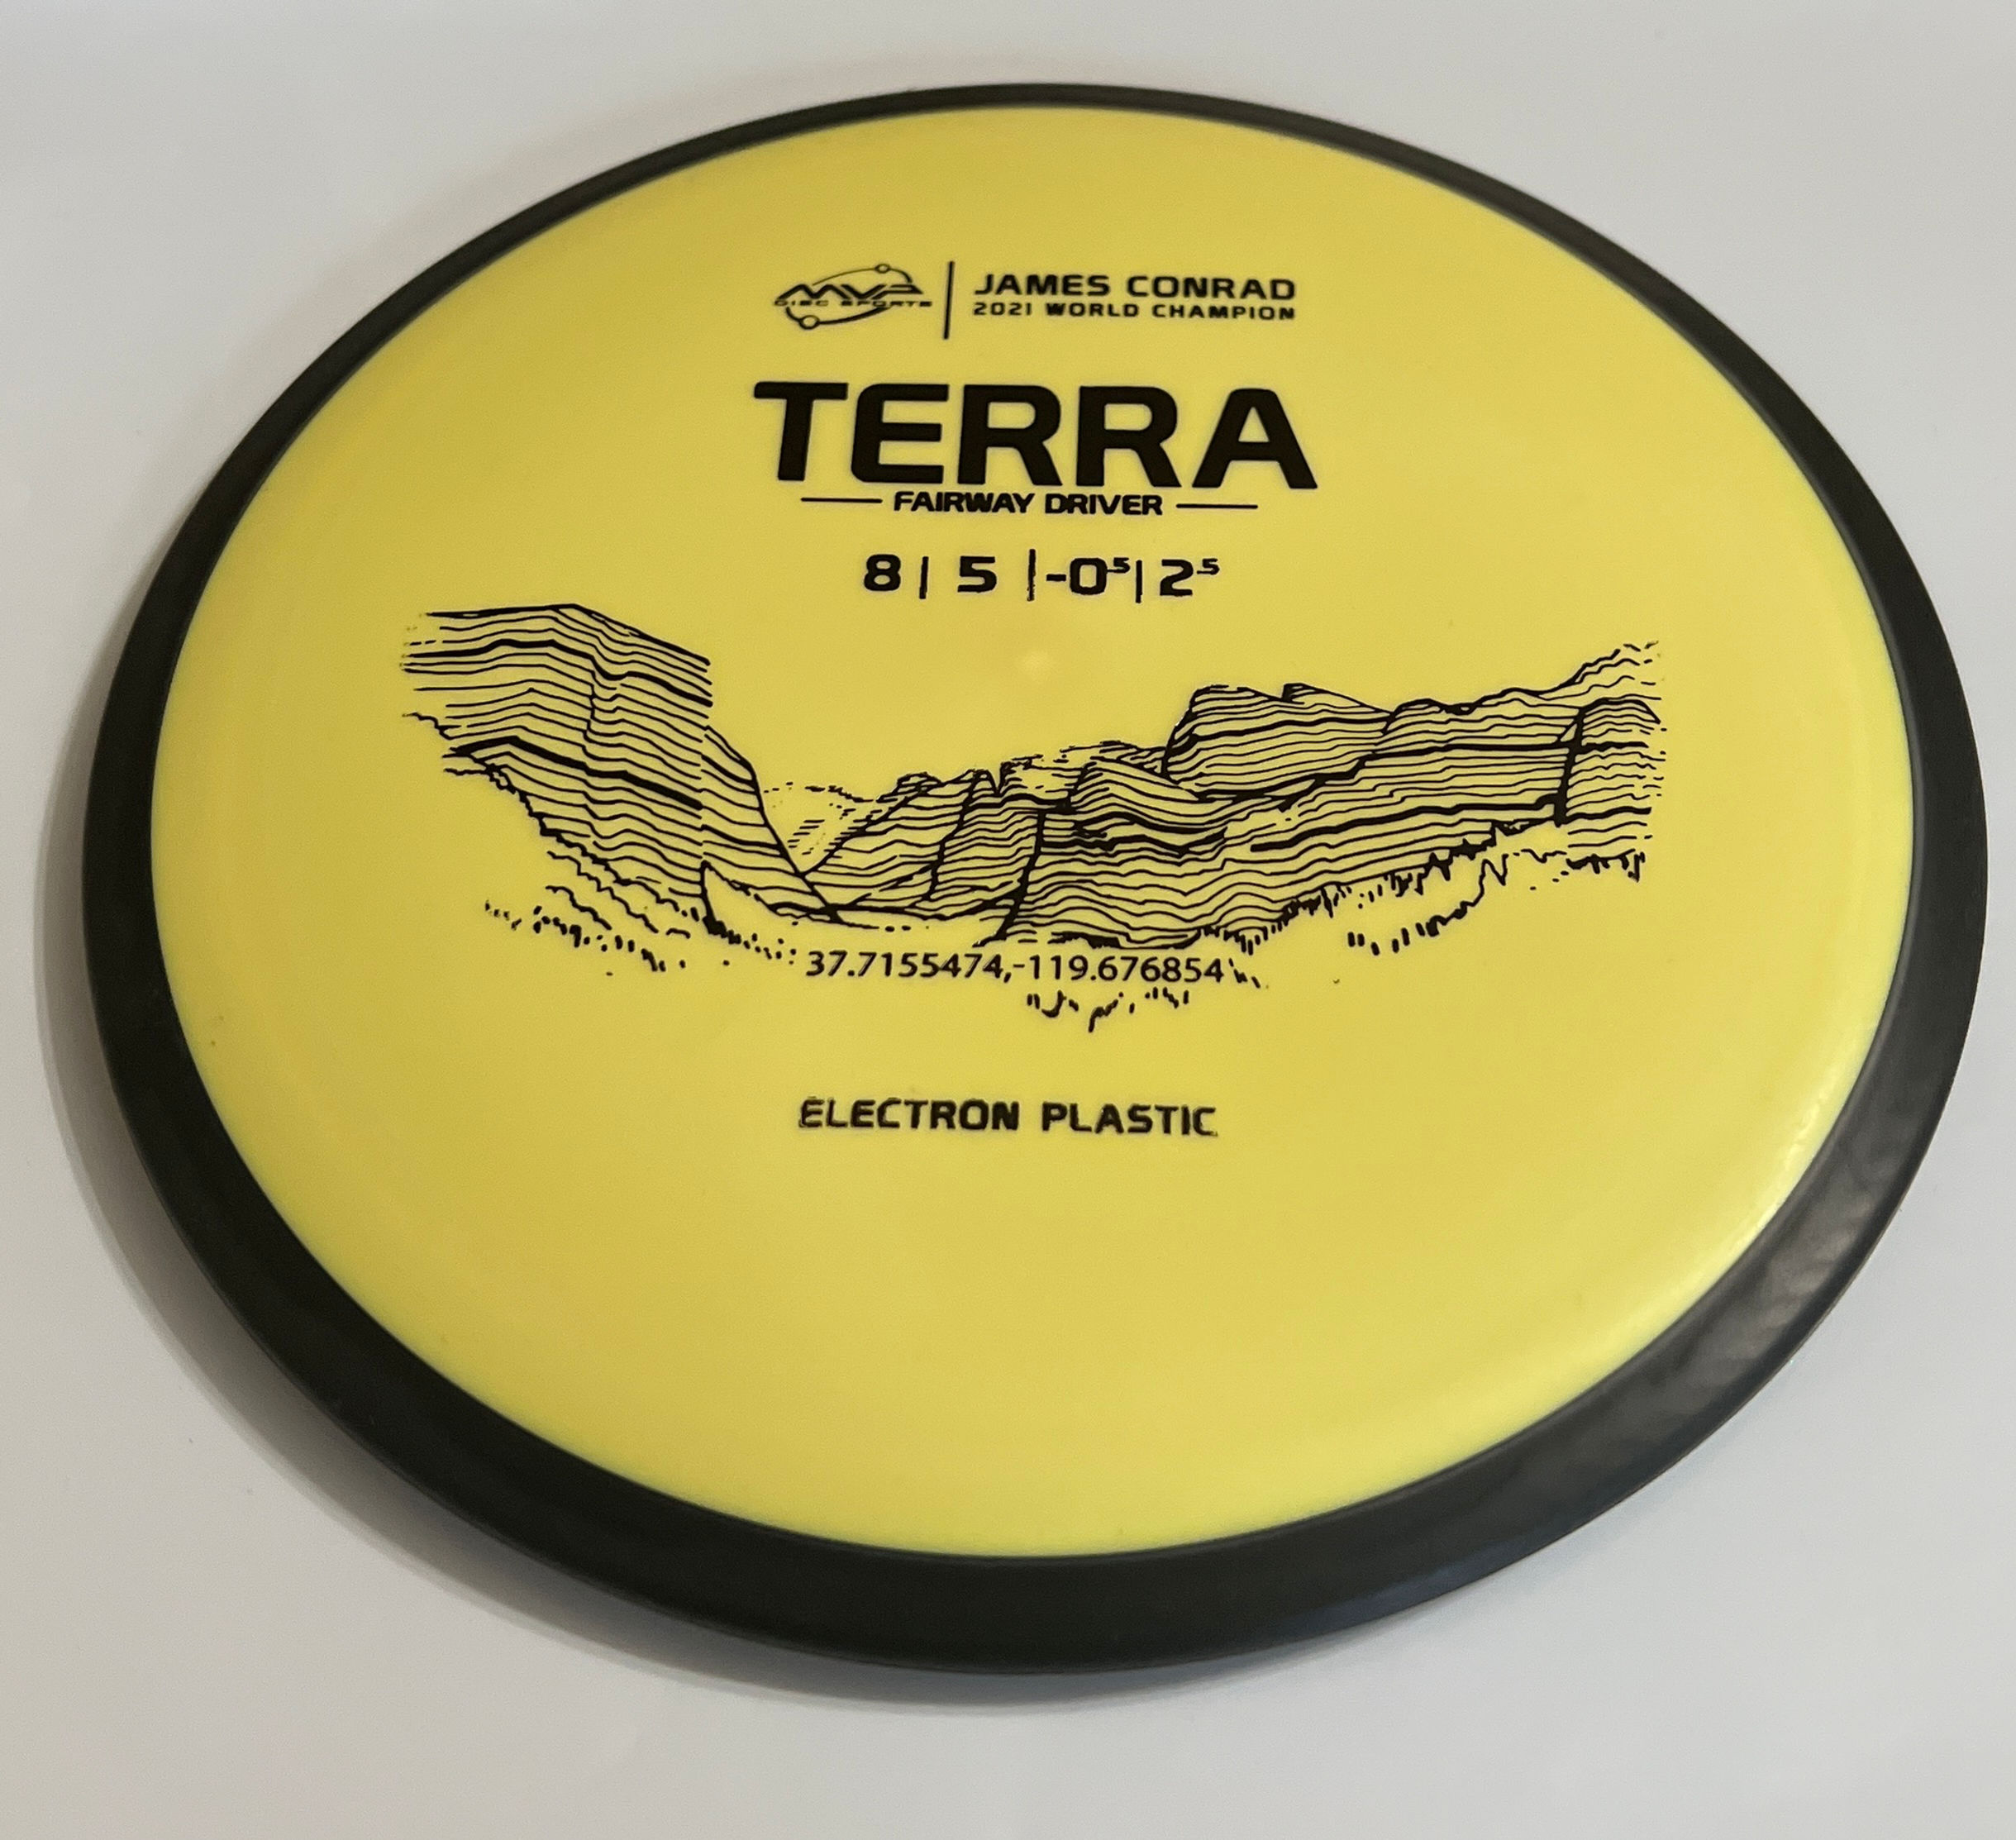 MVP
DISC SPORTS
JAMES CONRAD
2021 WORLD CHAMPION
TERRA
FAIRWAY DRIVER
8 | 5 | -0⁵ | 2⁵
37.7155474,-119.676854
ELECTRON PLASTIC